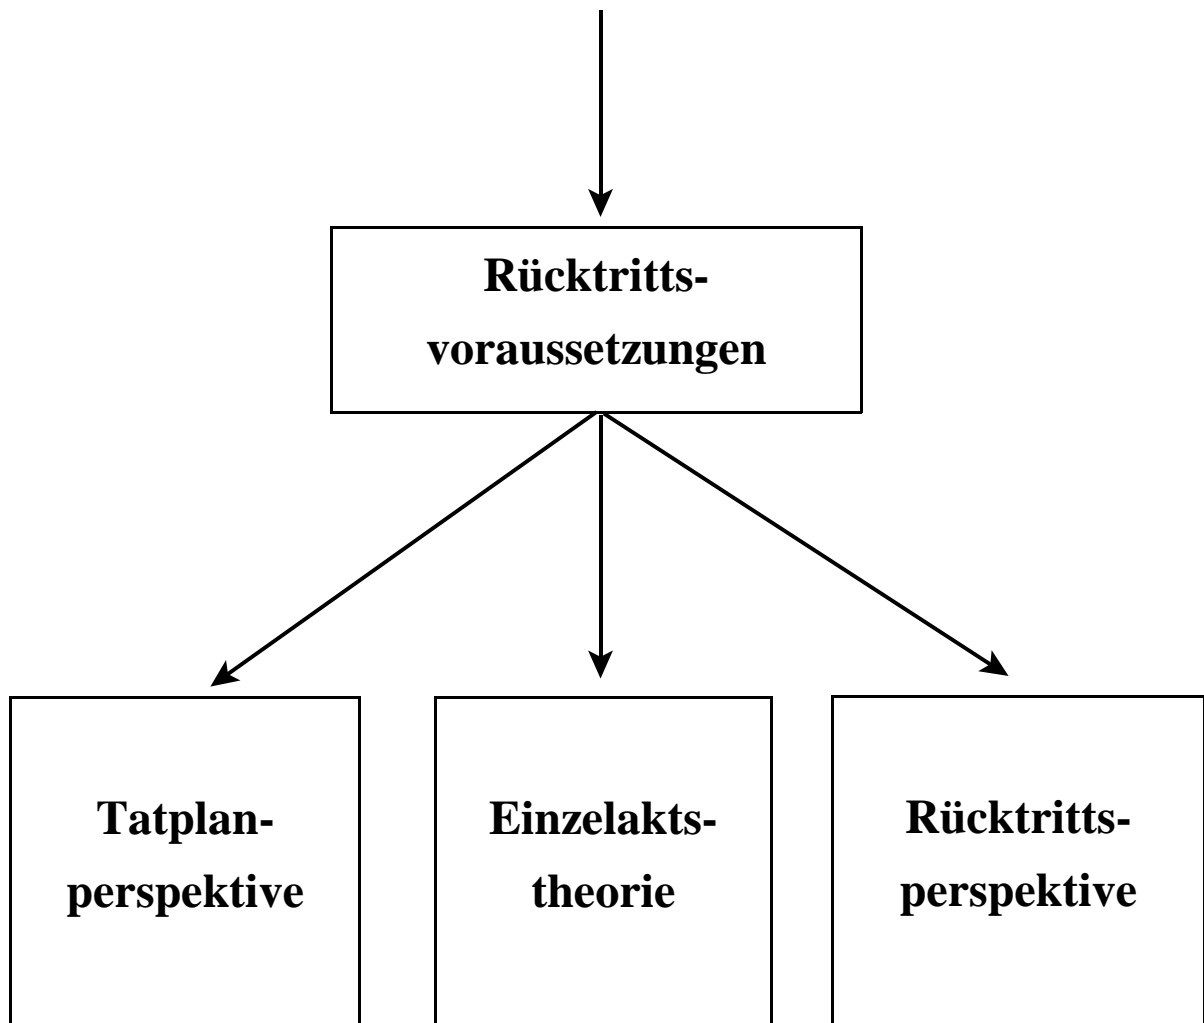 Rücktritts-
voraussetzungen
Tatplan-
perspektive
Einzelakts-
theorie
Rücktritts-
perspektive